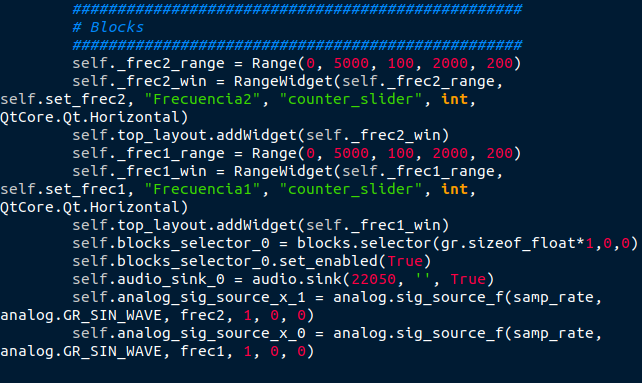 ##################################################
# Blocks
##################################################
self._frec2_range = Range(0, 5000, 100, 2000, 200)
self._frec2_win = RangeWidget(self._frec2_range,
self.set_frec2, "Frecuencia2", "counter_slider", int,
QtCore.Qt.Horizontal)
self.top_layout.addWidget(self._frec2_win)
self._frec1_range = Range(0, 5000, 100, 2000, 200)
self._frec1_win = RangeWidget(self._frec1_range,
self.set_frec1, "Frecuencia1", "counter_slider", int,
QtCore.Qt.Horizontal)
self.top_layout.addWidget(self._frec1_win)
self.blocks_selector_0 = blocks.selector(gr.sizeof_float*1,0,0)
self.blocks_selector_0.set_enabled(True)
self.audio_sink_0 = audio.sink(22050, '', True)
self.analog_sig_source_x_1 = analog.sig_source_f(samp_rate,
analog.GR_SIN_WAVE, frec2, 1, 0, 0)
self.analog_sig_source_x_0 = analog.sig_source_f(samp_rate,
analog.GR_SIN_WAVE, frec1, 1, 0, 0)